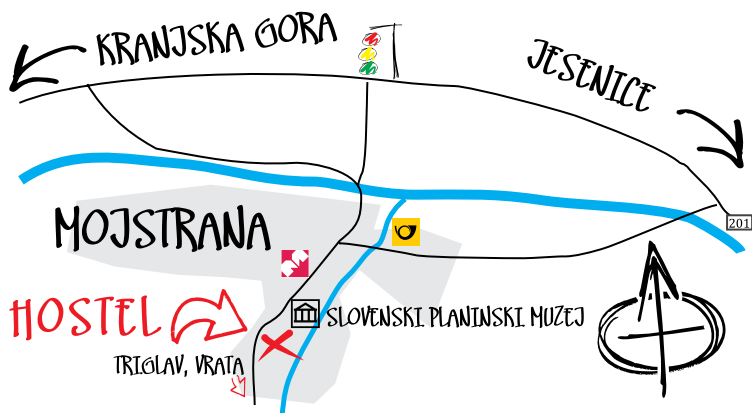 KRANJSKA GORA
JESENICE
201
MOJSTRANA
HOSTEL
SLOVENSKI PLANINSKI MUZEJ
TRIGLAV, VRATA